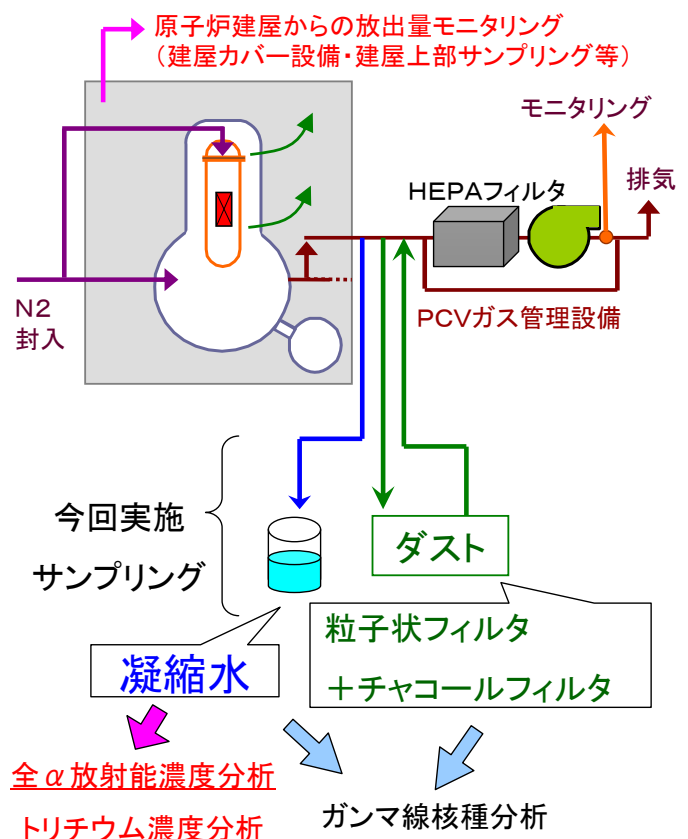 原子炉建屋からの放出量モニタリング
（建屋カバー設備・建屋上部サンプリング等）
モニタリング
HEPAフィルタ
排気
N2
封入
PCVガス管理設備
今回実施
サンプリング
ダスト
粒子状フィルタ
＋チャコールフィルタ
凝縮水
全α放射能濃度分析
トリチウム濃度分析
ガンマ線核種分析